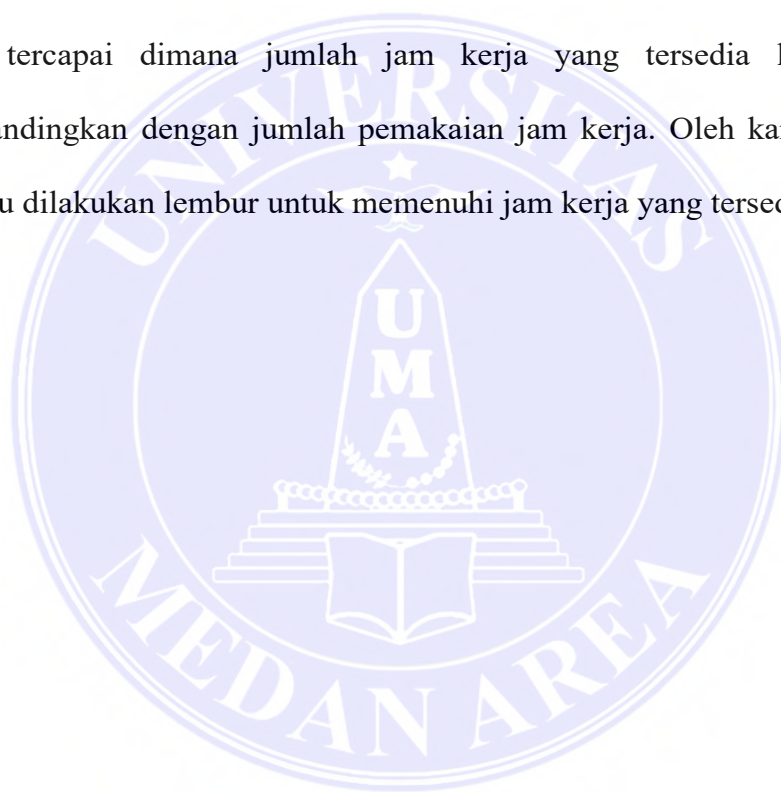 tercapai dimana jumlah jam kerja yang tersedia
dengan jumlah pemakaian jam kerja. Oleh
dilakukan lembur untuk memenuhi jam kerja yang
UNIVERSITAS
U
M
A
MEDAN AREA